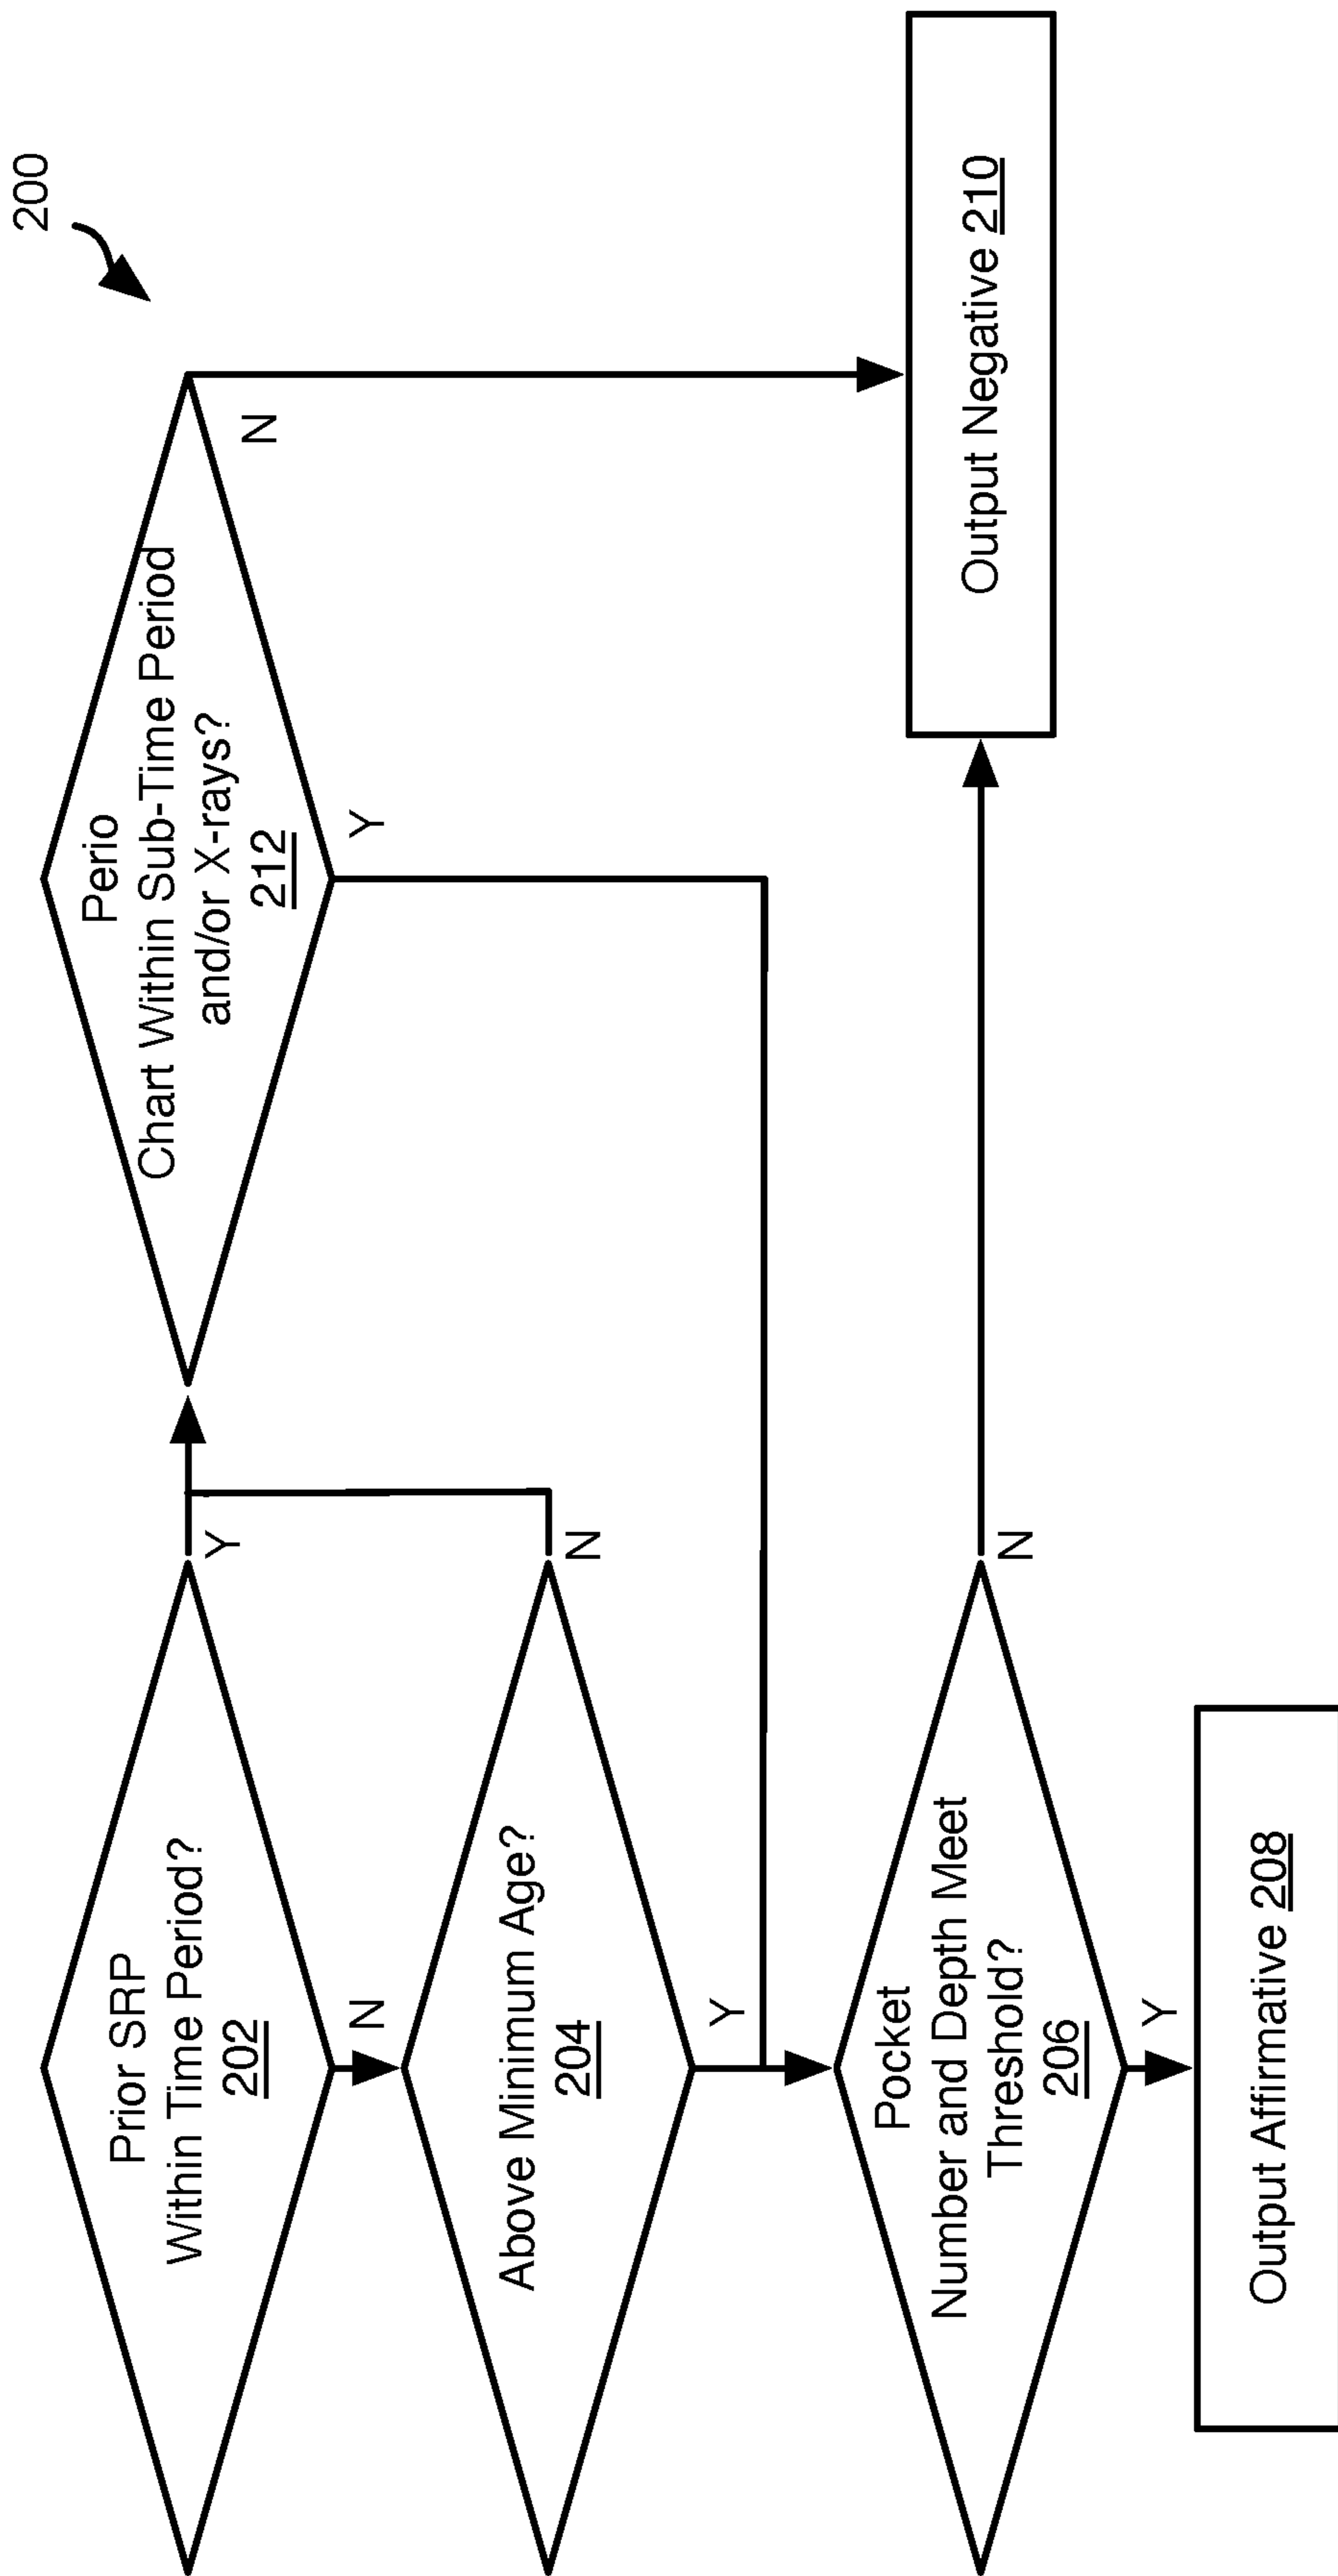 200
Prior SRP
Within Time Period?
202
Y
N
Perio
Chart Within Sub-Time Period
and/or X-rays?
212
N
Y
Above Minimum Age?
204
N
Y
Pocket
Number and Depth Meet
Threshold?
206
N
Y
Output Negative 210
Output Affirmative 208